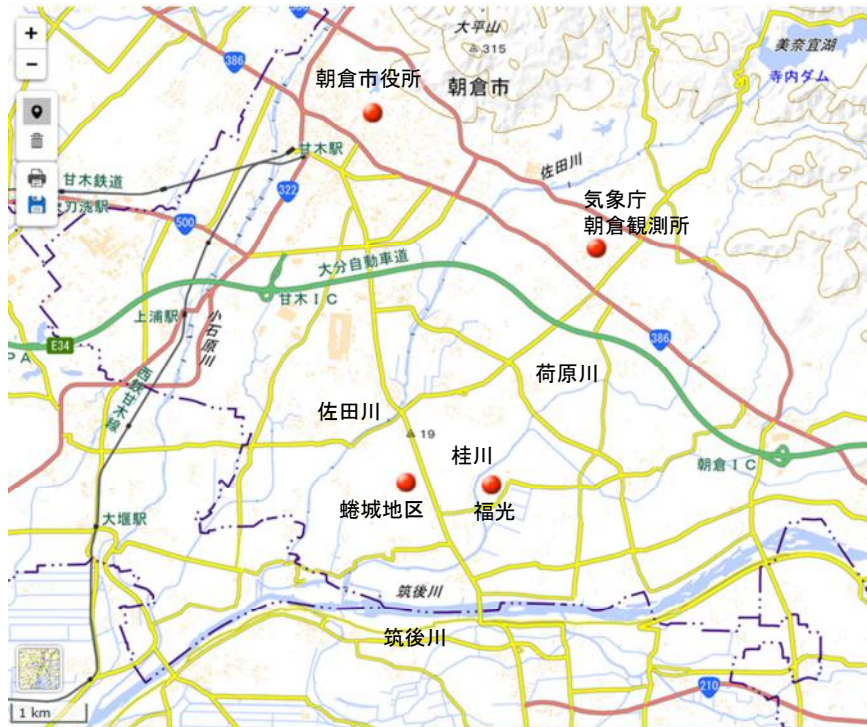 +
−
386
大平山
315
美奈宜湖
寺内ダム
朝倉市役所
朝倉市
甘木駅
佐田川
甘木鉄道
322
気象庁
朝倉観測所
刃洗駅
500
大分自動車道
甘木IC
上浦駅
小石原川
E34
PA
386
荷原川
西鉄甘木線
佐田川
19
桂川
朝倉IC
蜷城地区
福光
大堰駅
筑後川
筑後川
210
1 km